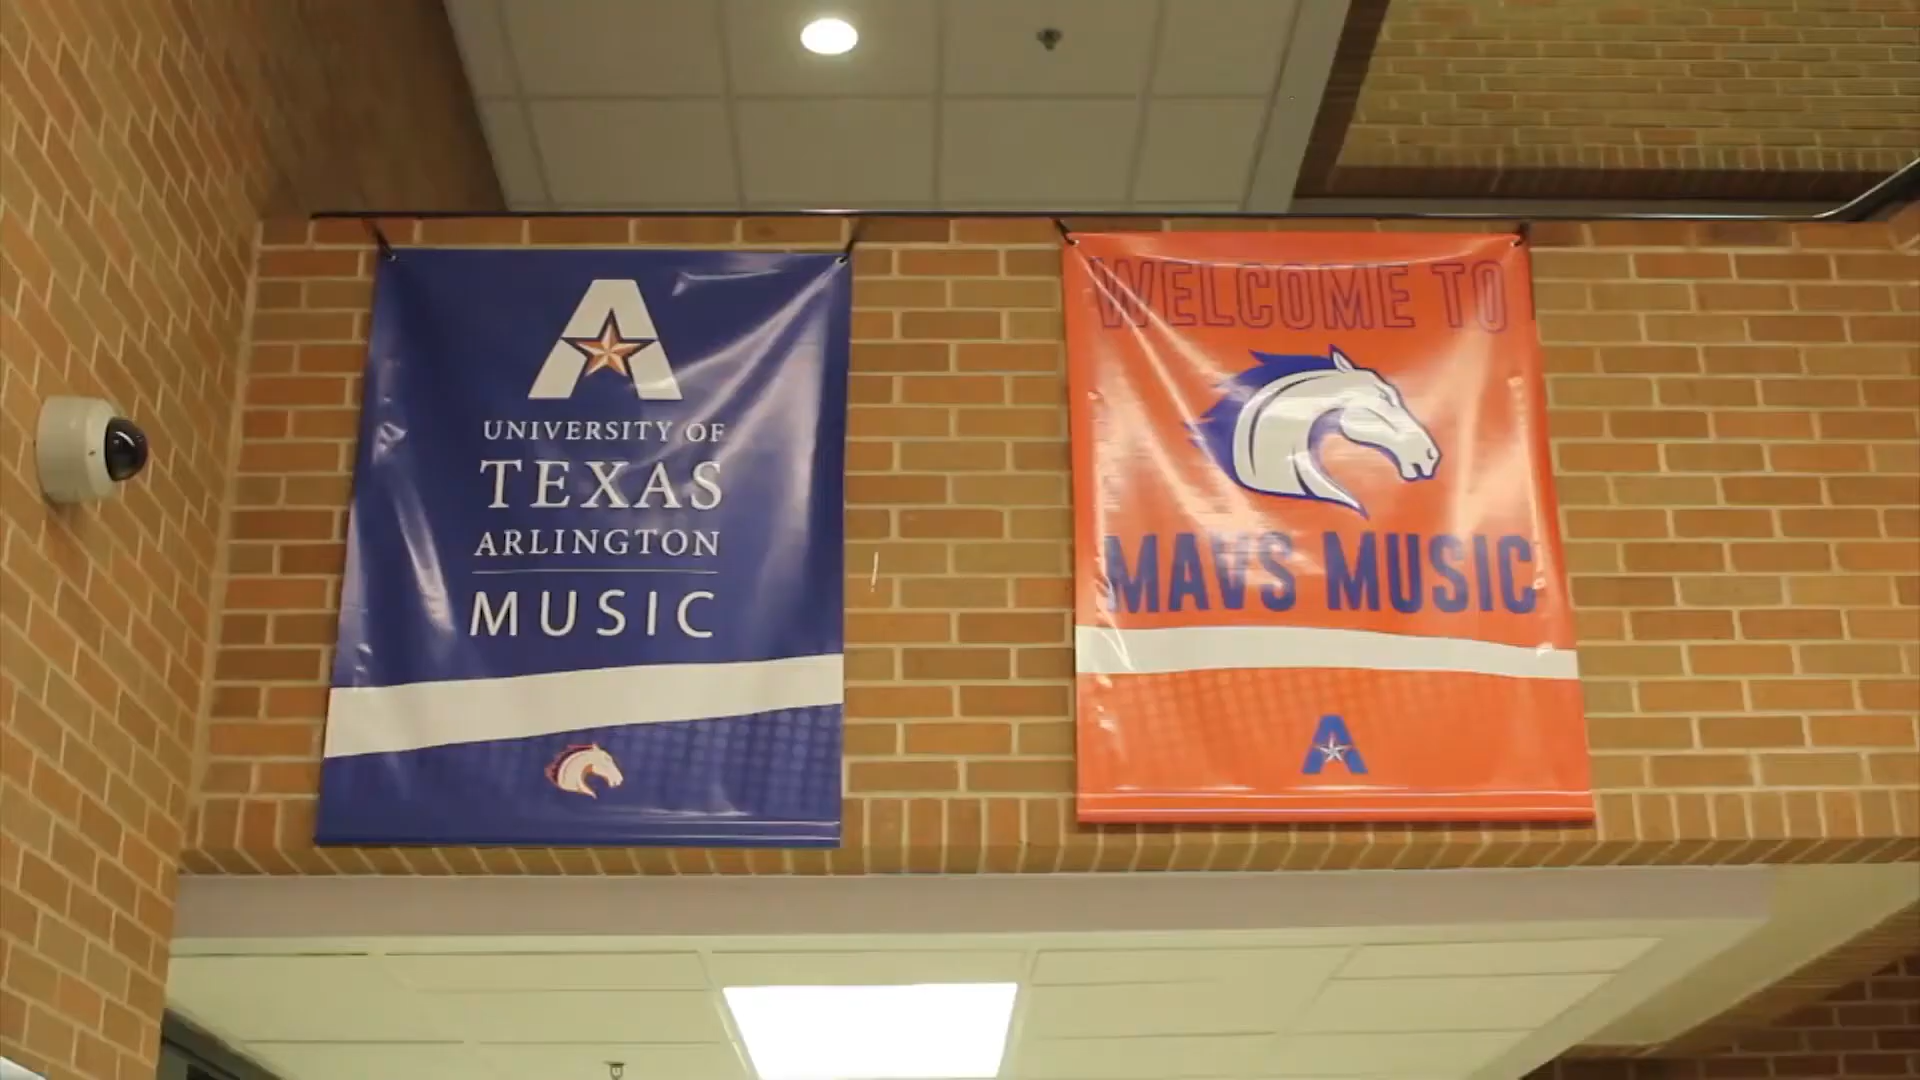 UNIVERSITY OF
TEXAS
ARLINGTON
MUSIC
WELCOME TO
MAVS MUSIC